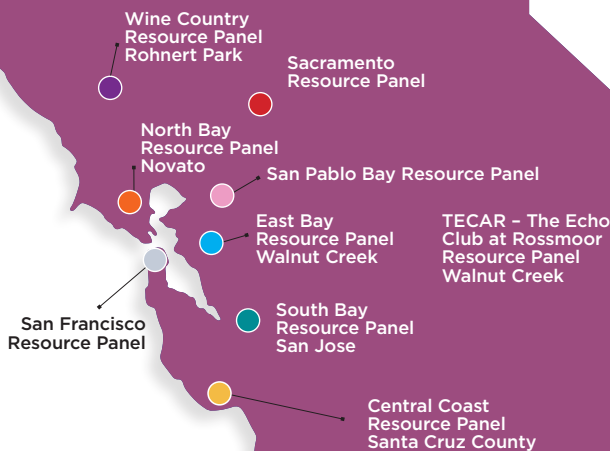 Wine Country
Resource Panel
Rohnert Park
Sacramento
Resource Panel
North Bay
Resource Panel
Novato
San Pablo Bay Resource Panel
East Bay
Resource Panel
Walnut Creek
TECAR – The Echo
Club at Rossmoor
Resource Panel
Walnut Creek
San Francisco
Resource Panel
South Bay
Resource Panel
San Jose
Central Coast
Resource Panel
Santa Cruz County